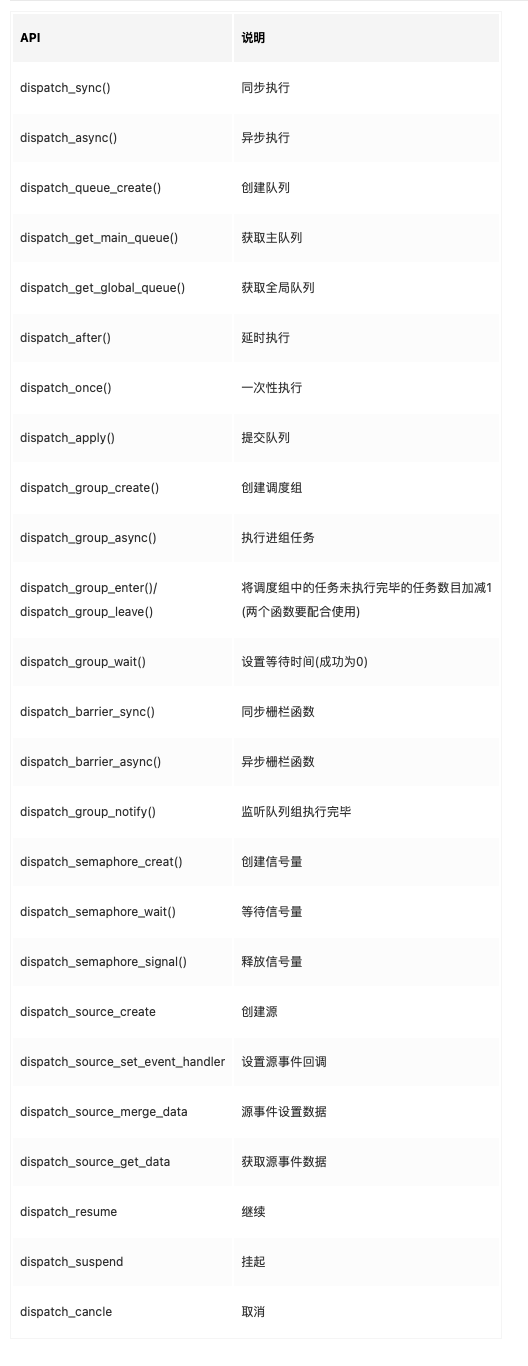 API 说明
dispatch_sync() 同步执行
dispatch_async() 异步执行
dispatch_queue_create() 创建队列
dispatch_get_main_queue() 获取主队列
dispatch_get_global_queue() 获取全局队列
dispatch_after() 延时执行
dispatch_once() 一次性执行
dispatch_apply() 提交队列
dispatch_group_create() 创建调度组
dispatch_group_async() 执行进组任务
dispatch_group_enter()/ 将调度组中的任务未执行完毕的任务数目加减1
dispatch_group_leave() (两个函数要配合使用)
dispatch_group_wait() 设置等待时间(成功为0)
dispatch_barrier_sync() 同步栅栏函数
dispatch_barrier_async() 异步栅栏函数
dispatch_group_notify() 监听队列组执行完毕
dispatch_semaphore_creat() 创建信号量
dispatch_semaphore_wait() 等待信号量
dispatch_semaphore_signal() 释放信号量
dispatch_source_create 创建源
dispatch_source_set_event_handler 设置源事件回调
dispatch_source_merge_data 源事件设置数据
dispatch_source_get_data 获取源事件数据
dispatch_resume 继续
dispatch_suspend 挂起
dispatch_cancle 取消